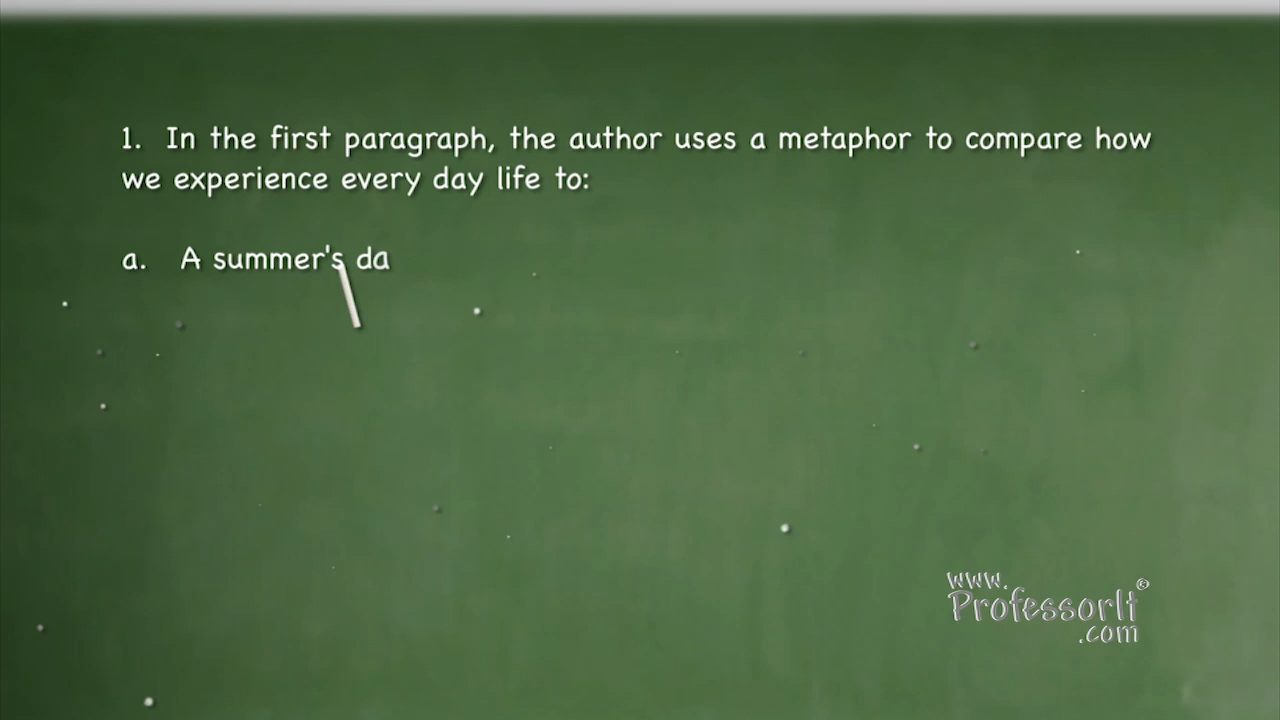 1. In the first paragraph, the author uses a metaphor to compare how
we experience every day life to:
a. A summer's da
www.
ProfessorIt®
.com